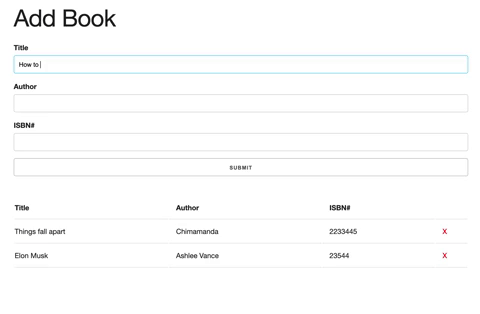 Add Book
Title
How to
Author
ISBN#
SUBMIT
Title Author ISBN#
Things fall apart Chimamanda 2233445 X
Elon Musk Ashlee Vance 23544 X